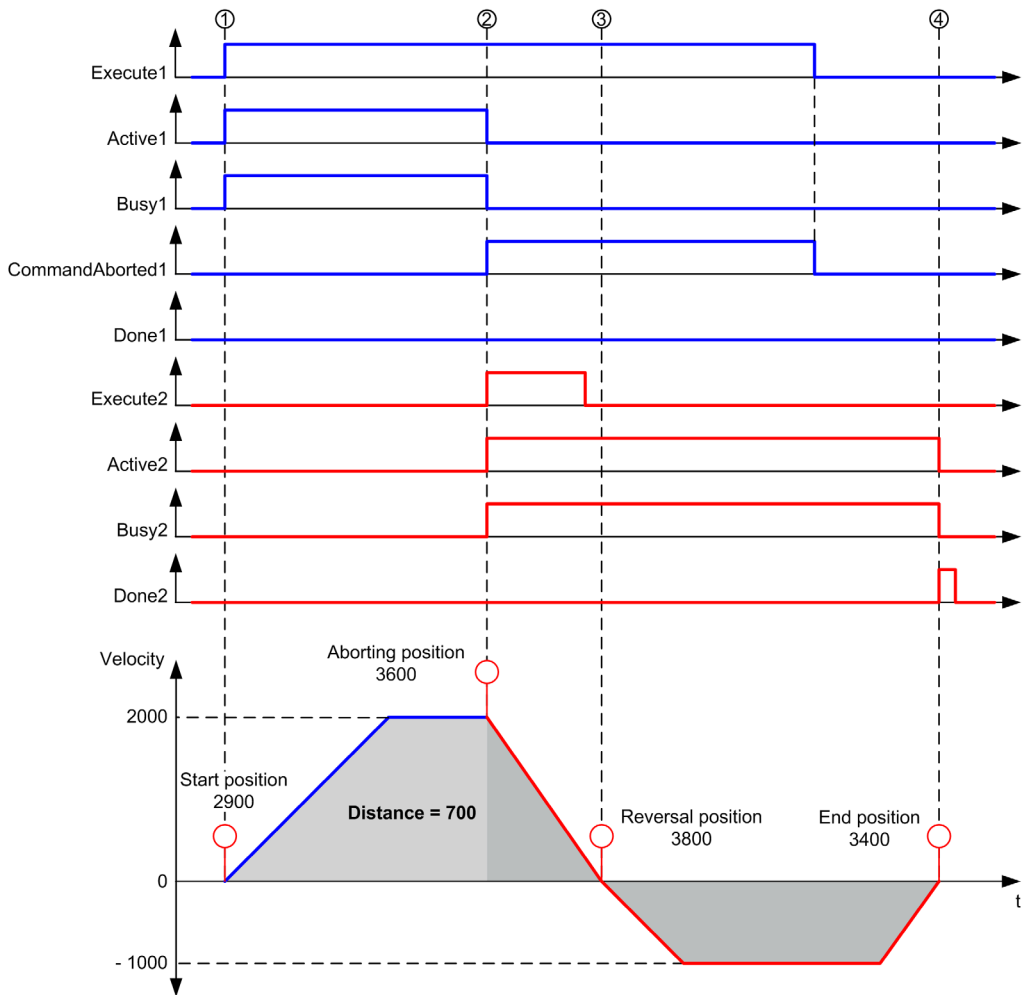 1 2 3 4
Execute1
Active1
Busy1
CommandAborted1
Done1
Execute2
Active2
Busy2
Done2
Velocity
Aborting position
3600
2000
Start position
2900
Distance = 700
Reversal position
3800
End position
3400
0
t
- 1000